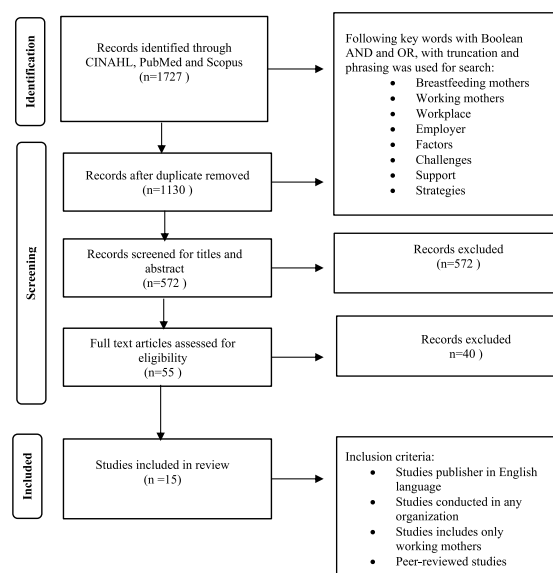 Identification
Records identified through
CINAHL, PubMed and Scopus
(n=1727 )
Following key words with Boolean
AND and OR, with truncation and
phrasing was used for search:
• Breastfeeding mothers
• Working mothers
• Workplace
• Employer
• Factors
• Challenges
• Support
• Strategies
Screening
Records after duplicate removed
(n=1130 )
Records screened for titles and
abstract
(n=572 )
Records excluded
(n=572 )
Full text articles assessed for
eligibility
(n=55 )
Records excluded
n=40 )
Included
Studies included in review
(n =15)
Inclusion criteria:
• Studies publisher in English
language
• Studies conducted in any
organization
• Studies includes only
working mothers
• Peer-reviewed studies